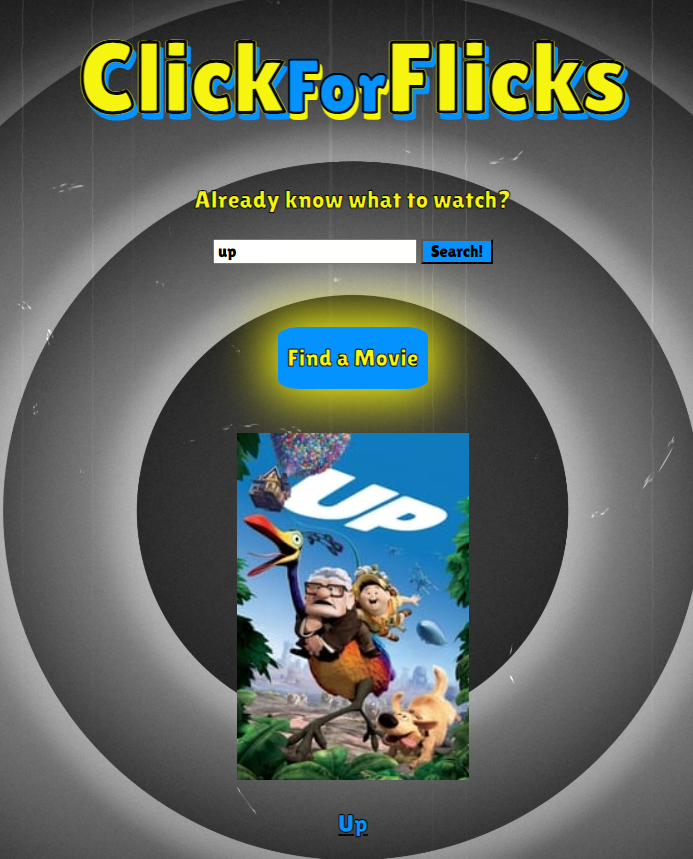 ClickForFlicks
Already know what to watch?
up Search!
Find a Movie
UP
Up